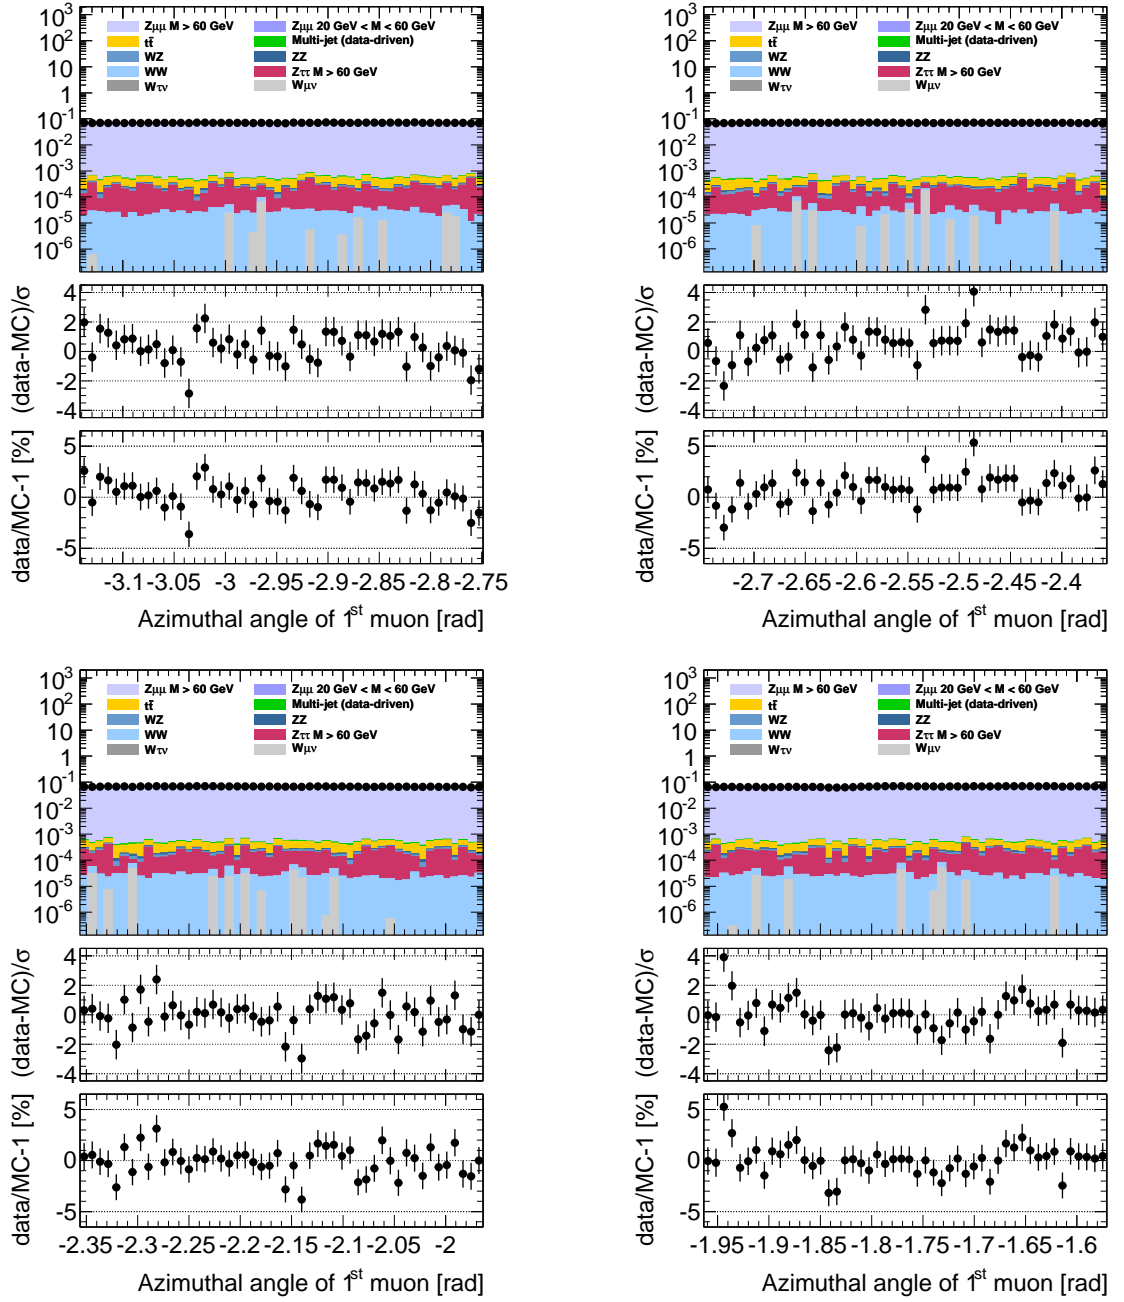 10³
10²
10
1
10⁻¹
10⁻²
10⁻³
10⁻⁴
10⁻⁵
10⁻⁶
Zμμ M > 60 GeV
Zμμ 20 GeV < M < 60 GeV
tt̄
Multi-jet (data-driven)
WZ
ZZ
WW
Zττ M > 60 GeV
Wτν
Wμν
(data-MC)/σ
4
2
0
-2
-4
data/MC-1 [%]
5
0
-5
-3.1 -3.05 -3 -2.95 -2.9 -2.85 -2.8 -2.75
Azimuthal angle of 1st muon [rad]
10³
10²
10
1
10⁻¹
10⁻²
10⁻³
10⁻⁴
10⁻⁵
10⁻⁶
Zμμ M > 60 GeV
Zμμ 20 GeV < M < 60 GeV
tt̄
Multi-jet (data-driven)
WZ
ZZ
WW
Zττ M > 60 GeV
Wτν
Wμν
(data-MC)/σ
4
2
0
-2
-4
data/MC-1 [%]
5
0
-5
-2.7 -2.65 -2.6 -2.55 -2.5 -2.45 -2.4
Azimuthal angle of 1st muon [rad]
10³
10²
10
1
10⁻¹
10⁻²
10⁻³
10⁻⁴
10⁻⁵
10⁻⁶
Zμμ M > 60 GeV
Zμμ 20 GeV < M < 60 GeV
tt̄
Multi-jet (data-driven)
WZ
ZZ
WW
Zττ M > 60 GeV
Wτν
Wμν
(data-MC)/σ
4
2
0
-2
-4
data/MC-1 [%]
5
0
-5
-2.35 -2.3 -2.25 -2.2 -2.15 -2.1 -2.05 -2
Azimuthal angle of 1st muon [rad]
10³
10²
10
1
10⁻¹
10⁻²
10⁻³
10⁻⁴
10⁻⁵
10⁻⁶
Zμμ M > 60 GeV
Zμμ 20 GeV < M < 60 GeV
tt̄
Multi-jet (data-driven)
WZ
ZZ
WW
Zττ M > 60 GeV
Wτν
Wμν
(data-MC)/σ
4
2
0
-2
-4
data/MC-1 [%]
5
0
-5
-1.95 -1.9 -1.85 -1.8 -1.75 -1.7 -1.65 -1.6
Azimuthal angle of 1st muon [rad]